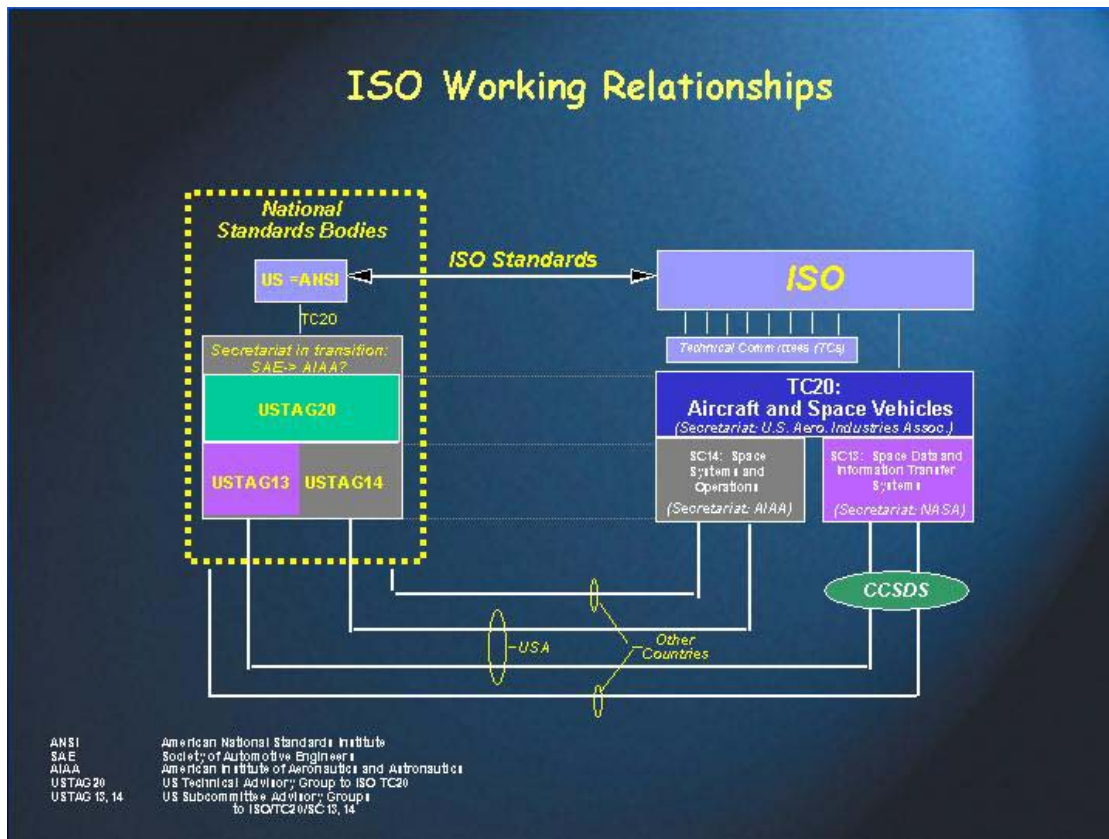 ISO Working Relationships
National
Standards Bodies
US =ANSI
TC20
Secretariat in transition:
SAE-> AIAA?
USTAG20
USTAG13
USTAG14
ISO Standards
ISO
Technical Committees (TCs)
TC20:
Aircraft and Space Vehicles
(Secretariat: U.S. Aero. Industries Assoc.)
SC14: Space
Systems and
Operations
(Secretariat: AIAA)
SC13: Space Data and
Information Transfer
Systems
(Secretariat: NASA)
CCSDS
USA
Other
Countries
ANSI American National Standards Institute
SAE Society of Automotive Engineers
AIAA American Institute of Aeronautics and Astronautics
USTAG20 US Technical Advisory Group to ISO TC20
USTAG 13, 14 US Subcommittee Advisory Groups
to ISO/TC20/SC13, 14